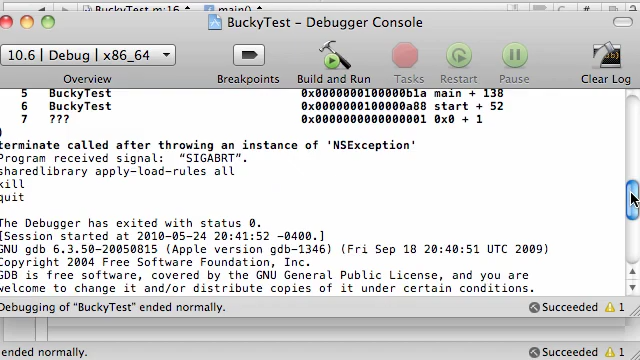 BuckyTest.m:16 main()
BuckyTest – Debugger Console
10.6 | Debug | x86_64
Overview Breakpoints Build and Run Tasks Restart Pause Clear Log
5 BuckyTest 0x0000000100000b1a main + 138
6 BuckyTest 0x0000000100000a88 start + 52
7 ??? 0x0000000000000001 0x0 + 1
)
terminate called after throwing an instance of 'NSException'
Program received signal: “SIGABRT”.
sharedlibrary apply-load-rules all
kill
quit
The Debugger has exited with status 0.
[Session started at 2010-05-24 20:41:52 -0400.]
GNU gdb 6.3.50-20050815 (Apple version gdb-1346) (Fri Sep 18 20:40:51 UTC 2009)
Copyright 2004 Free Software Foundation, Inc.
GDB is free software, covered by the GNU General Public License, and you are
welcome to change it and/or distribute copies of it under certain conditions.
Debugging of “BuckyTest” ended normally. Succeeded 1
ended normally. Succeeded 1